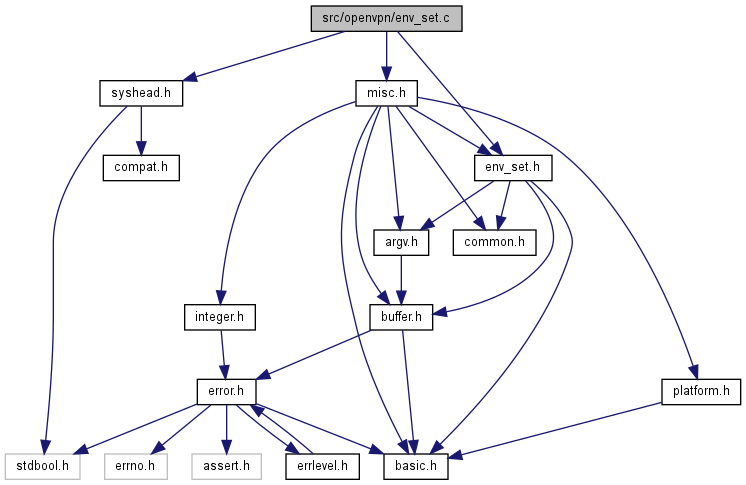 src/openvpn/env_set.c
syshead.h
misc.h
compat.h
env_set.h
argv.h
common.h
integer.h
buffer.h
error.h
platform.h
stdbool.h
errno.h
assert.h
errlevel.h
basic.h